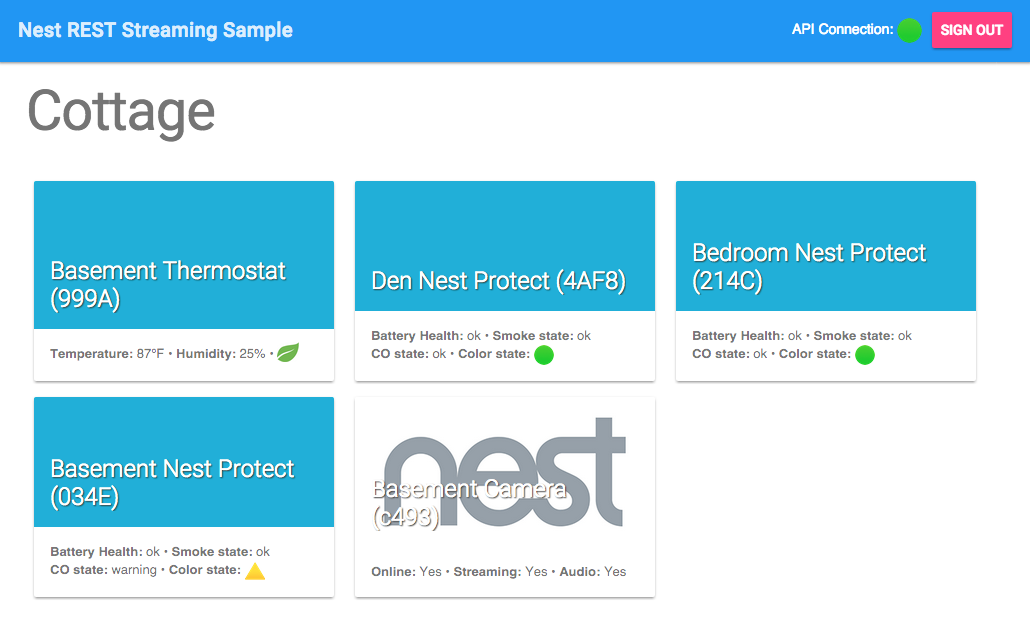 Nest REST Streaming Sample
API Connection:
SIGN OUT
Cottage
Basement Thermostat
(999A)
Temperature: 87°F • Humidity: 25% •
Den Nest Protect (4AF8)
Battery Health: ok • Smoke state: ok
CO state: ok • Color state:
Bedroom Nest Protect
(214C)
Battery Health: ok • Smoke state: ok
CO state: ok • Color state:
Basement Nest Protect
(034E)
Battery Health: ok • Smoke state: ok
CO state: warning • Color state:
nest
Basement Camera
(c493)
Online: Yes • Streaming: Yes • Audio: Yes